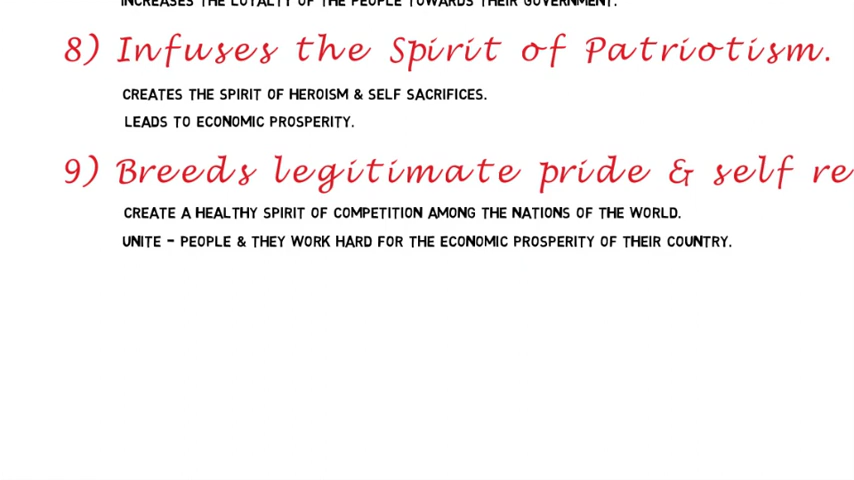 INCREASES THE LOYALTY OF THE PEOPLE TOWARDS THEIR GOVERNMENT.
8) Infuses the Spirit of Patriotism.
CREATES THE SPIRIT OF HEROISM & SELF SACRIFICES.
LEADS TO ECONOMIC PROSPERITY.
9) Breeds legitimate pride & self re
CREATE A HEALTHY SPIRIT OF COMPETITION AMONG THE NATIONS OF THE WORLD.
UNITE - PEOPLE & THEY WORK HARD FOR THE ECONOMIC PROSPERITY OF THEIR COUNTRY.